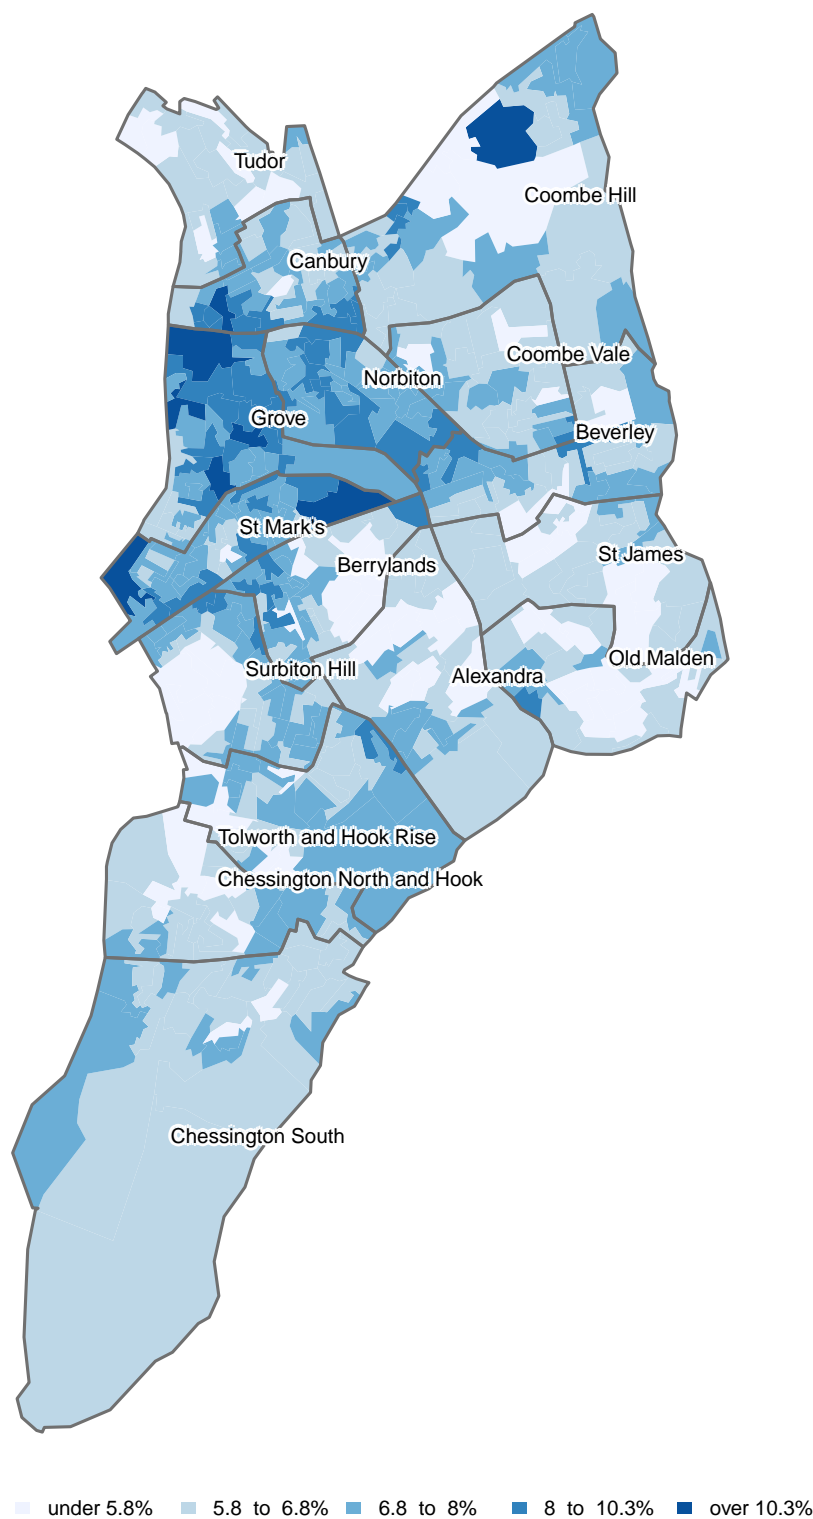 Tudor
Coombe Hill
Canbury
Coombe Vale
Norbiton
Grove
Beverley
St Mark's
St James
Berrylands
Old Malden
Surbiton Hill
Alexandra
Tolworth and Hook Rise
Chessington North and Hook
Chessington South
under 5.8% 5.8 to 6.8% 6.8 to 8% 8 to 10.3% over 10.3%